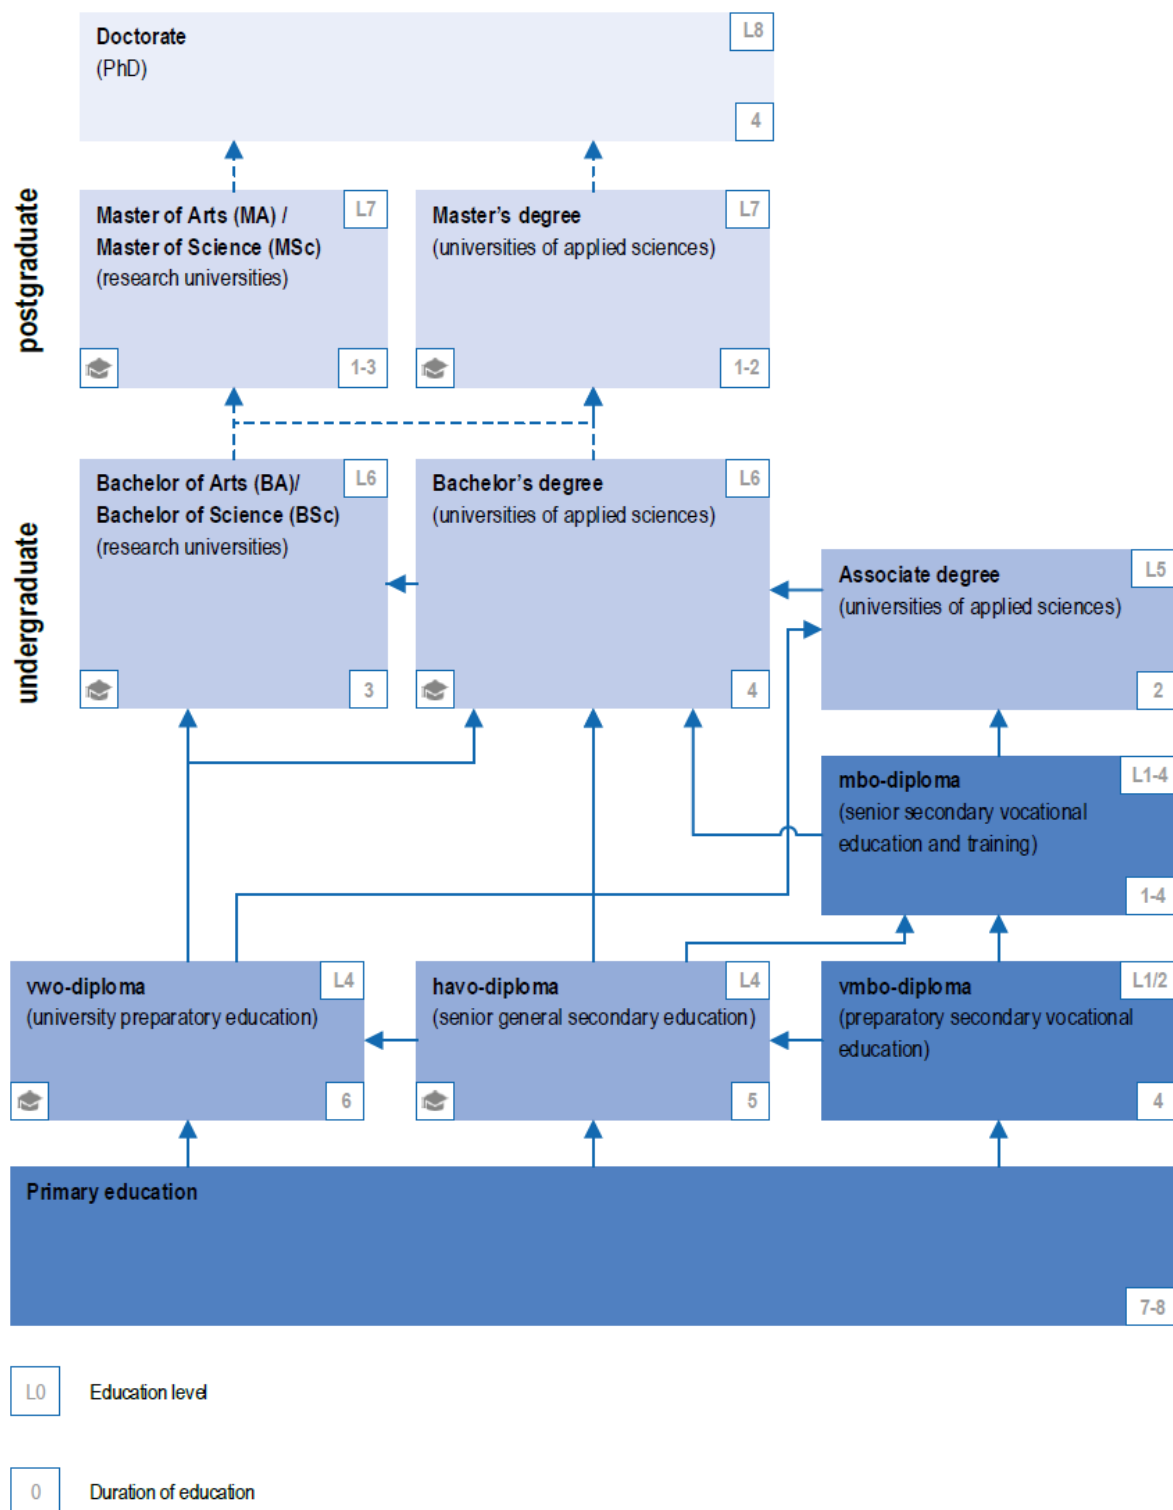 Doctorate
(PhD)
L8
4
postgraduate
Master of Arts (MA) /
Master of Science (MSc)
(research universities)
L7
1-3
Master's degree
(universities of applied sciences)
L7
1-2
undergraduate
Bachelor of Arts (BA)/
Bachelor of Science (BSc)
(research universities)
L6
3
Bachelor's degree
(universities of applied sciences)
L6
4
Associate degree
(universities of applied sciences)
L5
2
mbo-diploma
(senior secondary vocational
education and training)
L1-4
1-4
vwo-diploma
(university preparatory education)
L4
6
havo-diploma
(senior general secondary education)
L4
5
vmbo-diploma
(preparatory secondary vocational
education)
L1/2
4
Primary education
7-8
L0
Education level
0
Duration of education